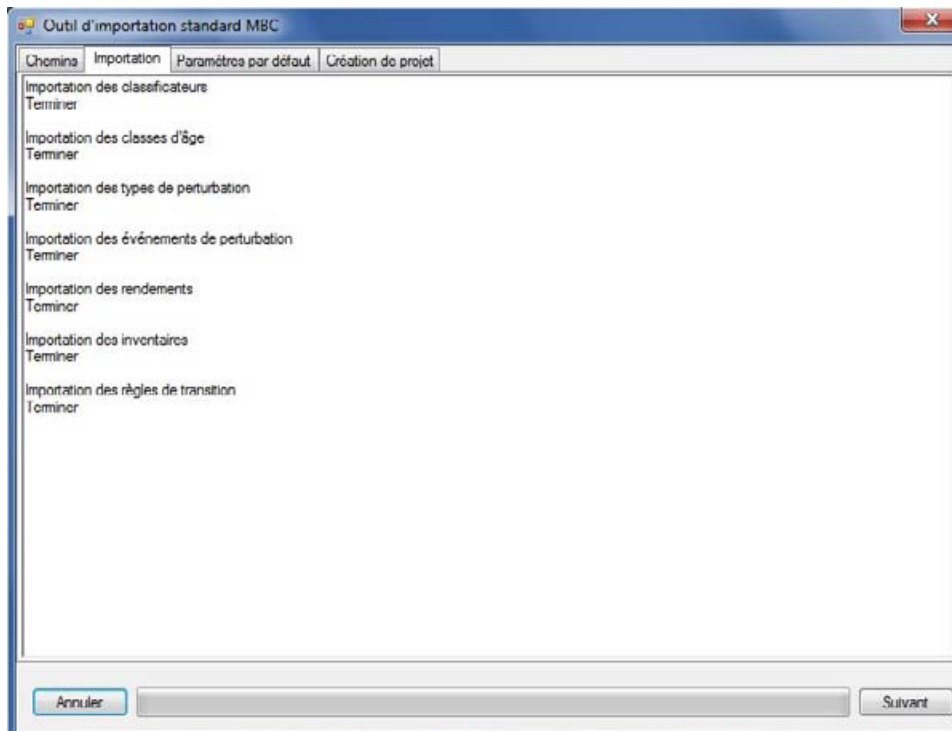 Outil d'importation standard MBC
Chemins Importation Paramètres par défaut Création de projet
Importation des classificateurs
Terminer
Importation des classes d'âge
Terminer
Importation des types de perturbation
Terminer
Importation des événements de perturbation
Terminer
Importation des rendements
Terminer
Importation des inventaires
Terminer
Importation des règles de transition
Terminer
Annuler Suivant